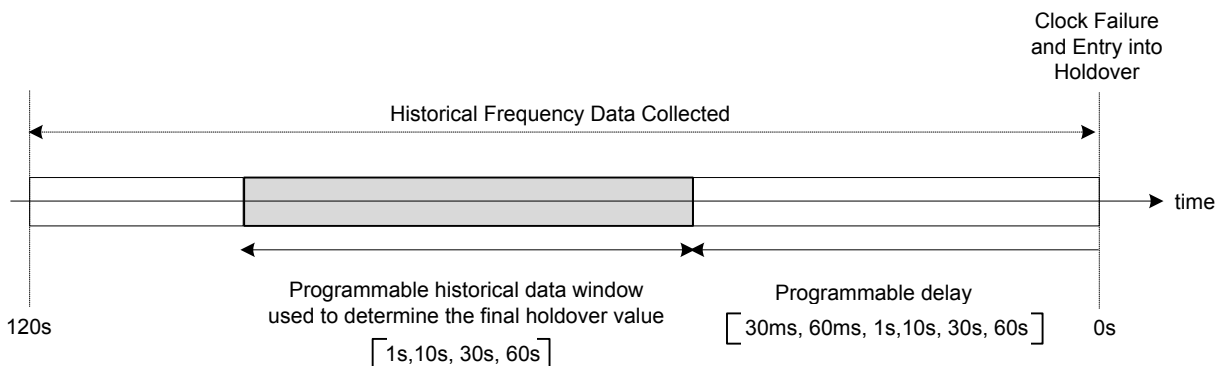 Clock Failure
and Entry into
Holdover
Historical Frequency Data Collected
time
Programmable historical data window
used to determine the final holdover value
[1s,10s, 30s, 60s]
Programmable delay
[30ms, 60ms, 1s,10s, 30s, 60s]
120s
0s